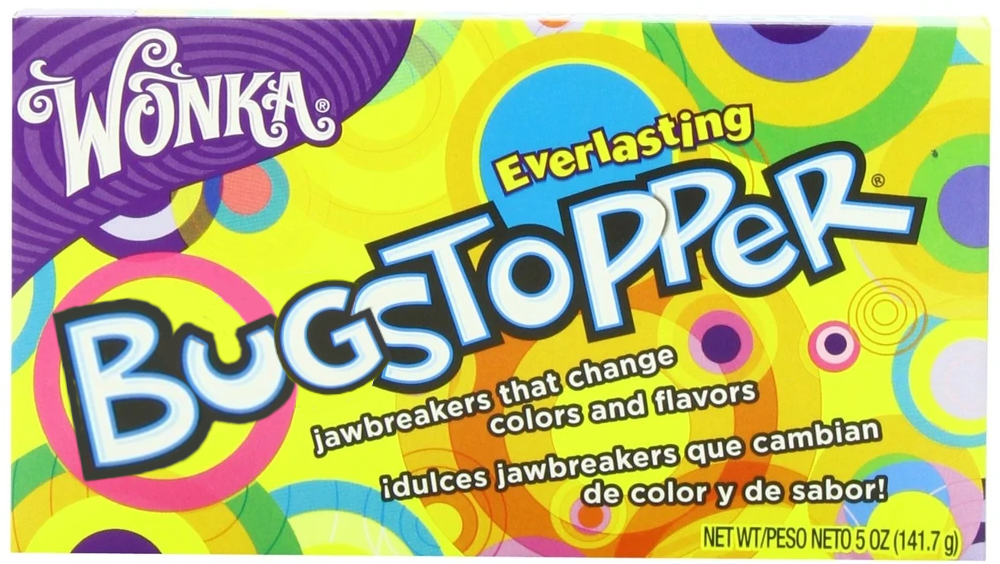 WONKA®
Everlasting
BUGSTOPPER®
jawbreakers that change
colors and flavors
¡dulces jawbreakers que cambian
de color y de sabor!
NET WT/PESO NETO 5 OZ (141.7 g)